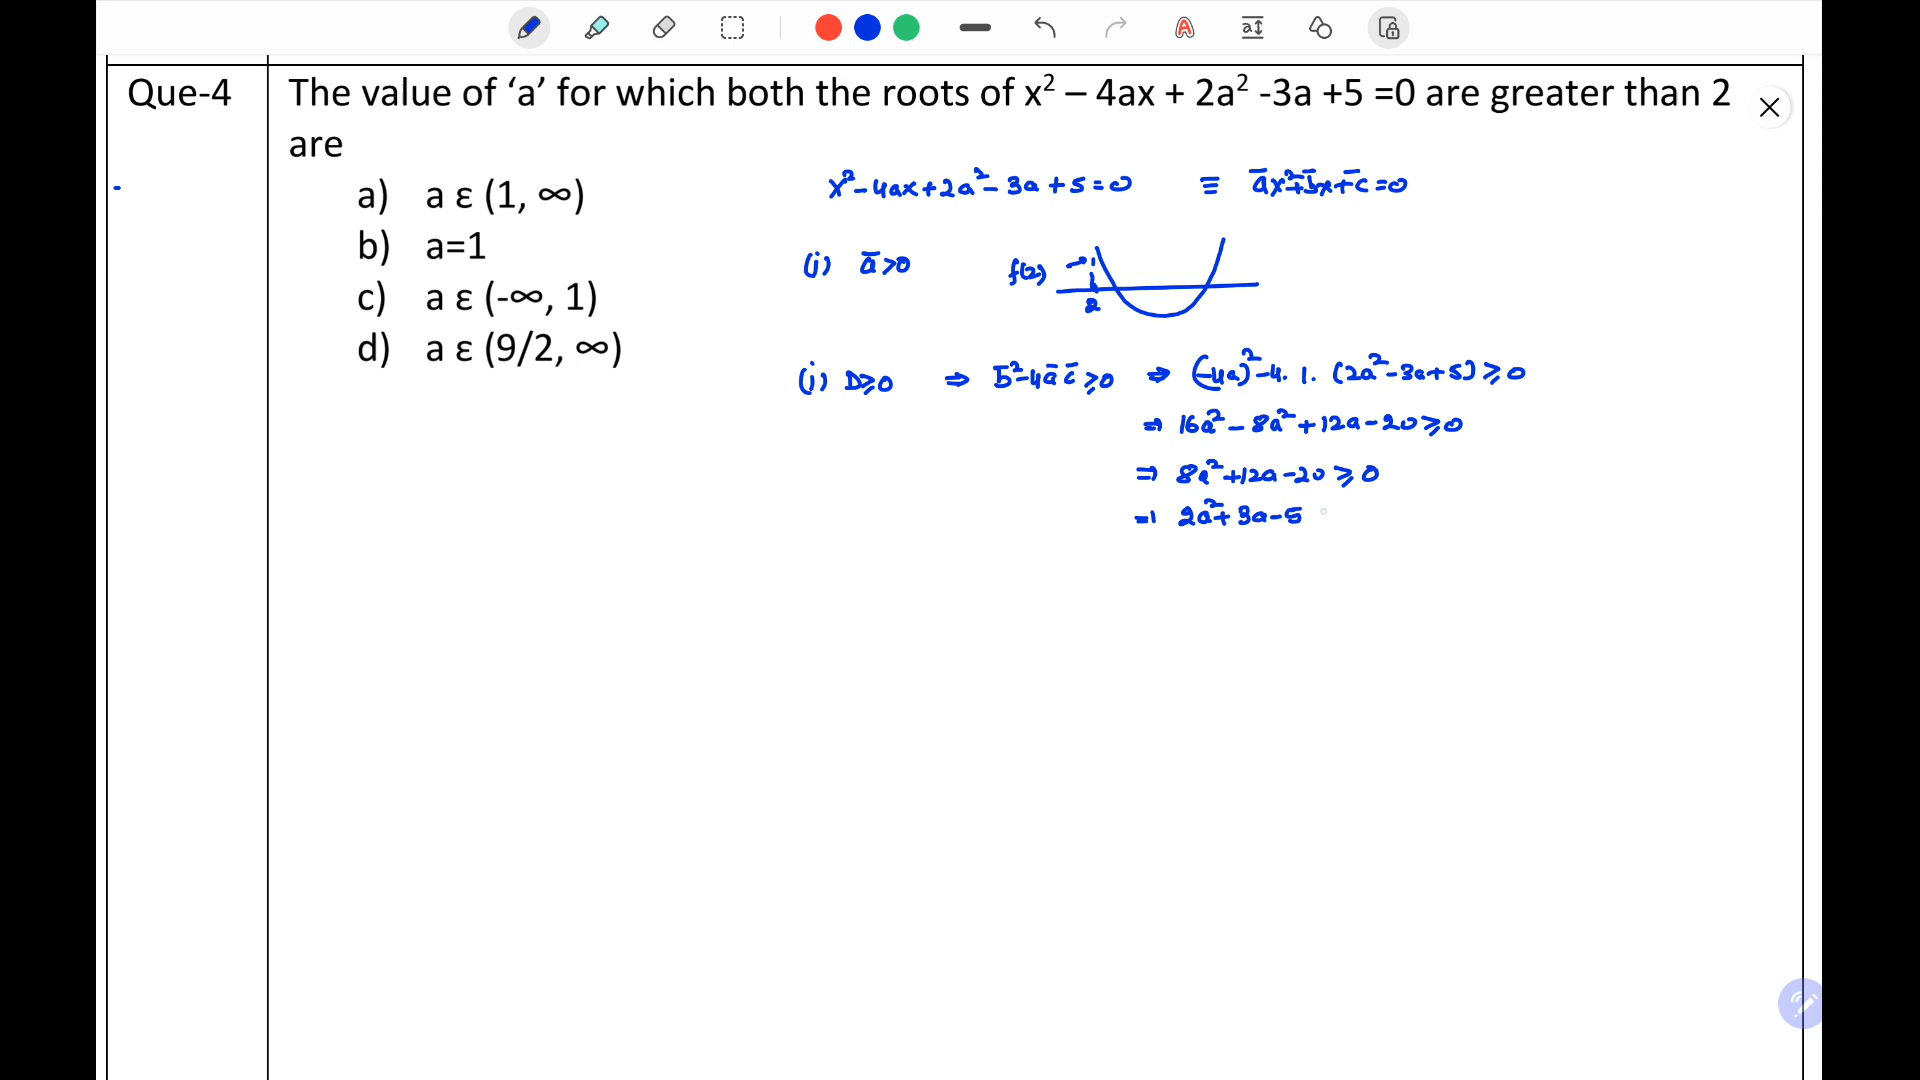 Que-4
The value of ‘a’ for which both the roots of x² – 4ax + 2a² -3a +5 =0 are greater than 2
are
a) a ε (1, ∞)
b) a=1
c) a ε (-∞, 1)
d) a ε (9/2, ∞)
x² - 4ax + 2a² - 3a + 5 = 0 ≡ āx² + b̄x + c̄ = 0
(i) ā > 0
f(2)
2
(i) D ≥ 0 ⇒ b̄² - 4 ā c̄ ≥ 0 ⇒ (-4a)² - 4. 1. (2a² - 3a + 5) ≥ 0
⇒ 16a² - 8a² + 12a - 20 ≥ 0
⇒ 8a² + 12a - 20 ≥ 0
⇒ 2a² + 3a - 5